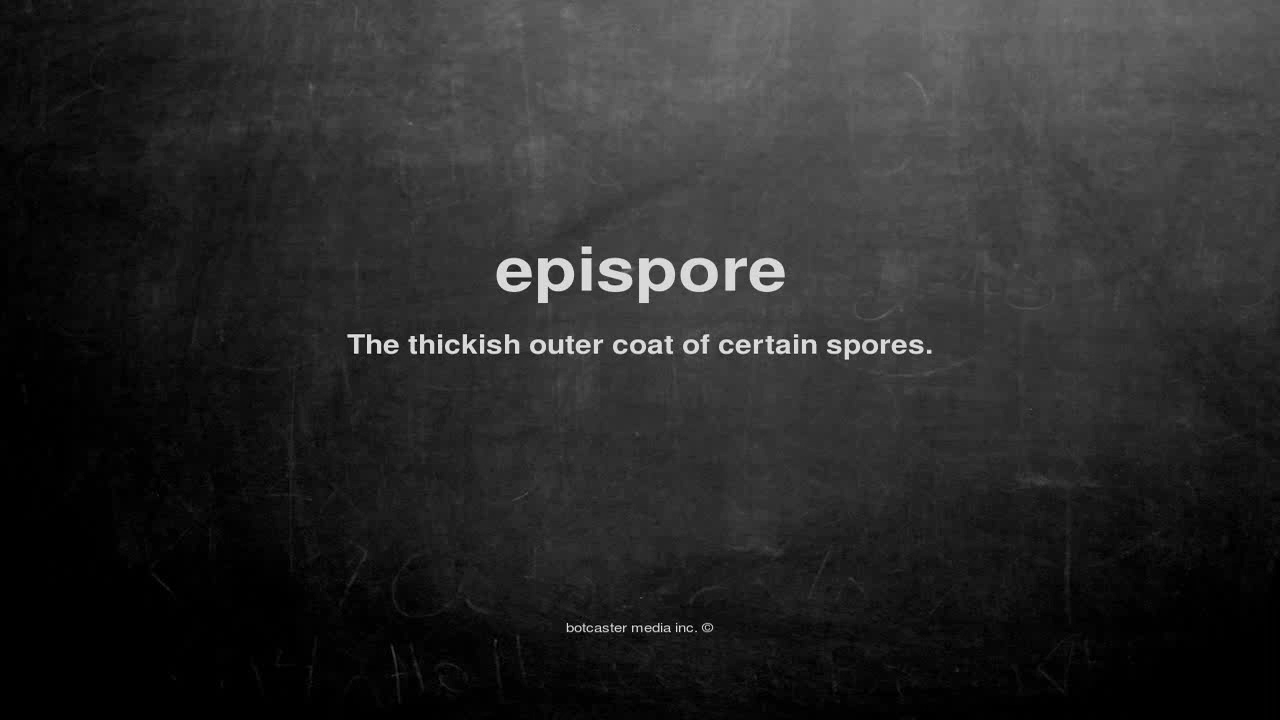 epispore
The thickish outer coat of certain spores.
botcaster media inc. ©